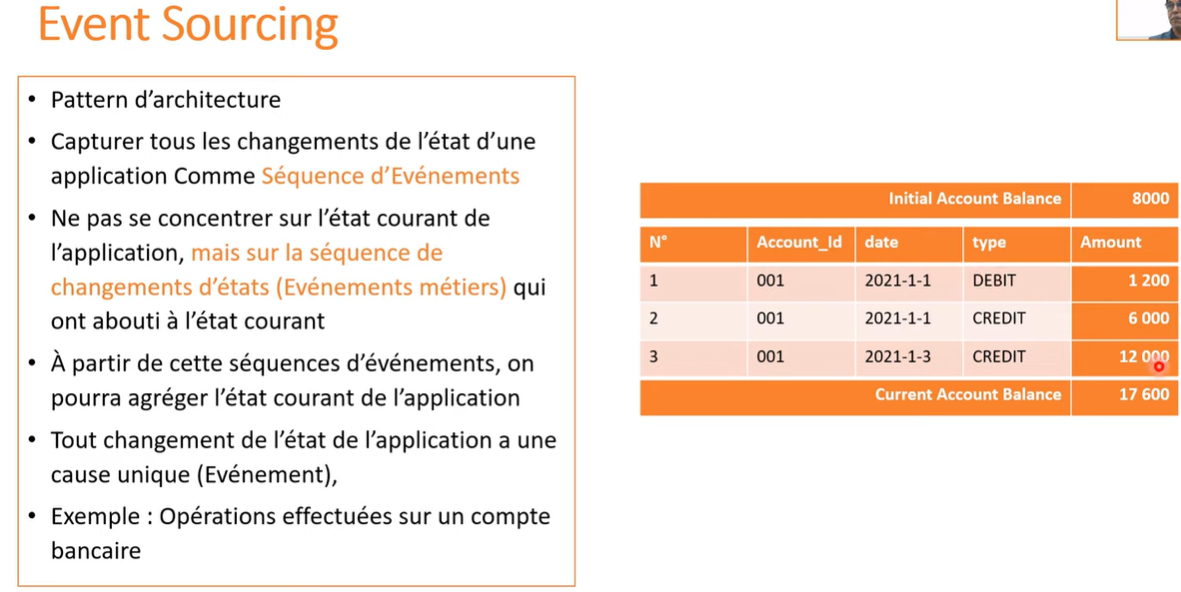 Event Sourcing
• Pattern d’architecture
• Capturer tous les changements de l’état d’une
application Comme Séquence d’Evénements
• Ne pas se concentrer sur l’état courant de
l’application, mais sur la séquence de
changements d’états (Evénements métiers) qui
ont abouti à l’état courant
• À partir de cette séquences d’événements, on
pourra agréger l’état courant de l’application
• Tout changement de l’état de l’application a une
cause unique (Evénement),
• Exemple : Opérations effectuées sur un compte
bancaire
Initial Account Balance 8000
N° Account_Id date type Amount
1 001 2021-1-1 DEBIT 1 200
2 001 2021-1-1 CREDIT 6 000
3 001 2021-1-3 CREDIT 12 000
Current Account Balance 17 600